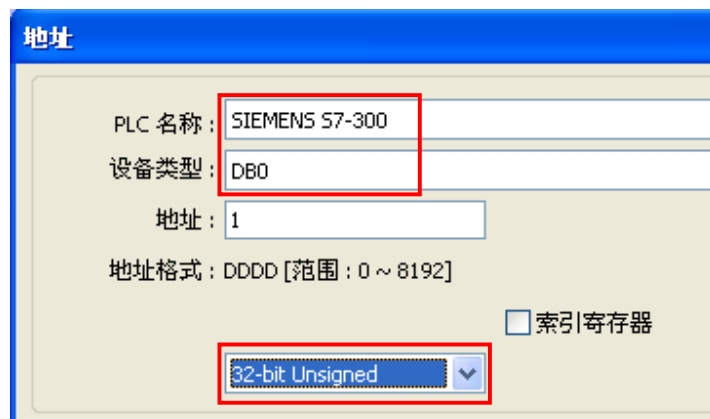 地址
PLC 名称 : SIEMENS S7-300
设备类型 : DB0
地址 : 1
地址格式 : DDDD [范围 : 0 ~ 8192]
索引寄存器
32-bit Unsigned